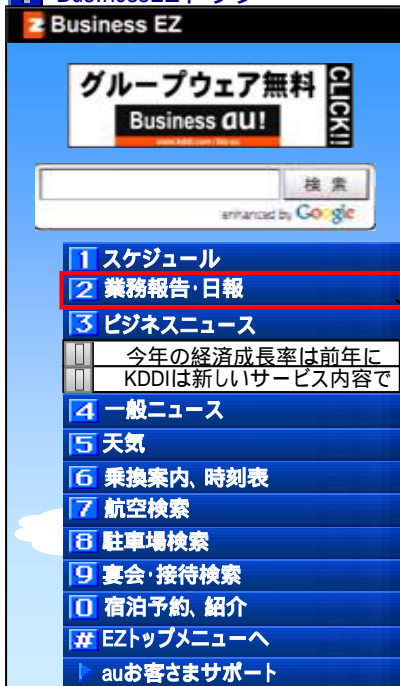 Business EZ
グループウェア無料
CLICK!!
Business au!
検 索
enhanced by Google
1 スケジュール
2 業務報告・日報
3 ビジネスニュース
今年の経済成長率は前年に
KDDIは新しいサービス内容で
4 一般ニュース
5 天気
6 乗換案内、時刻表
7 航空検索
8 駐車場検索
9 宴会・接待検索
0 宿泊予約、紹介
# EZトップメニューへ
auお客さまサポート